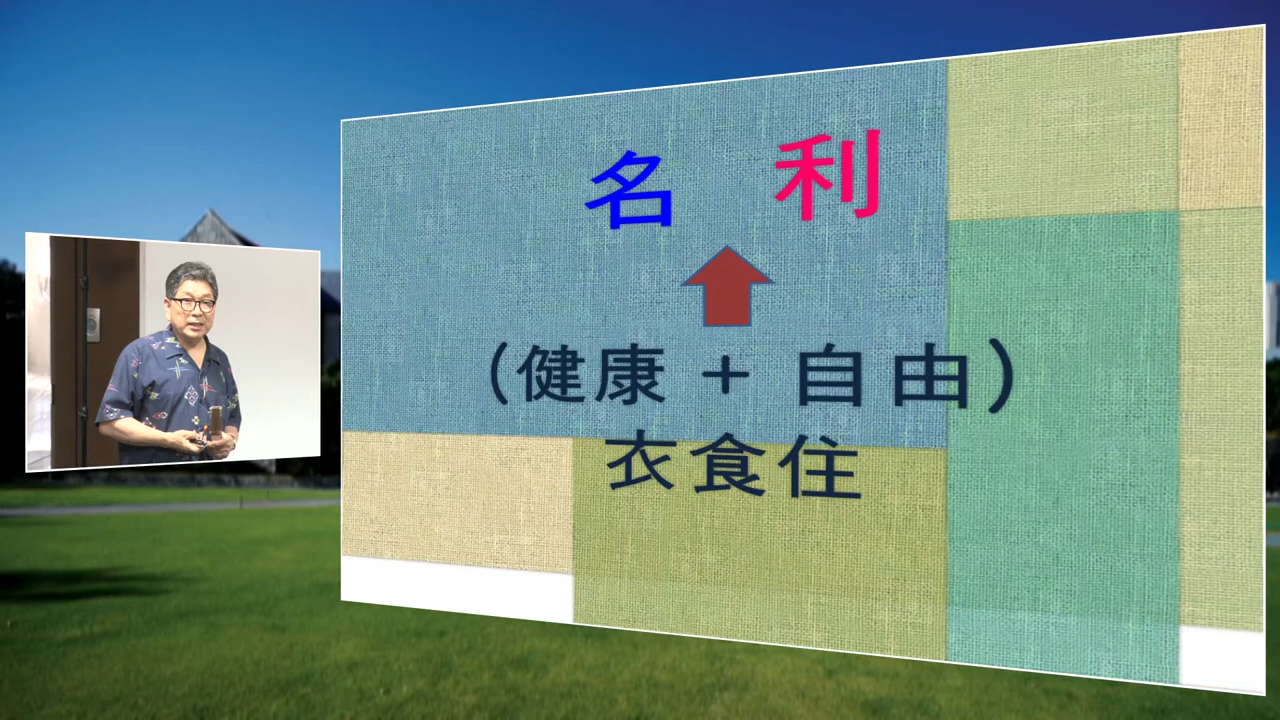 名 利
(健康 + 自由)
衣食住